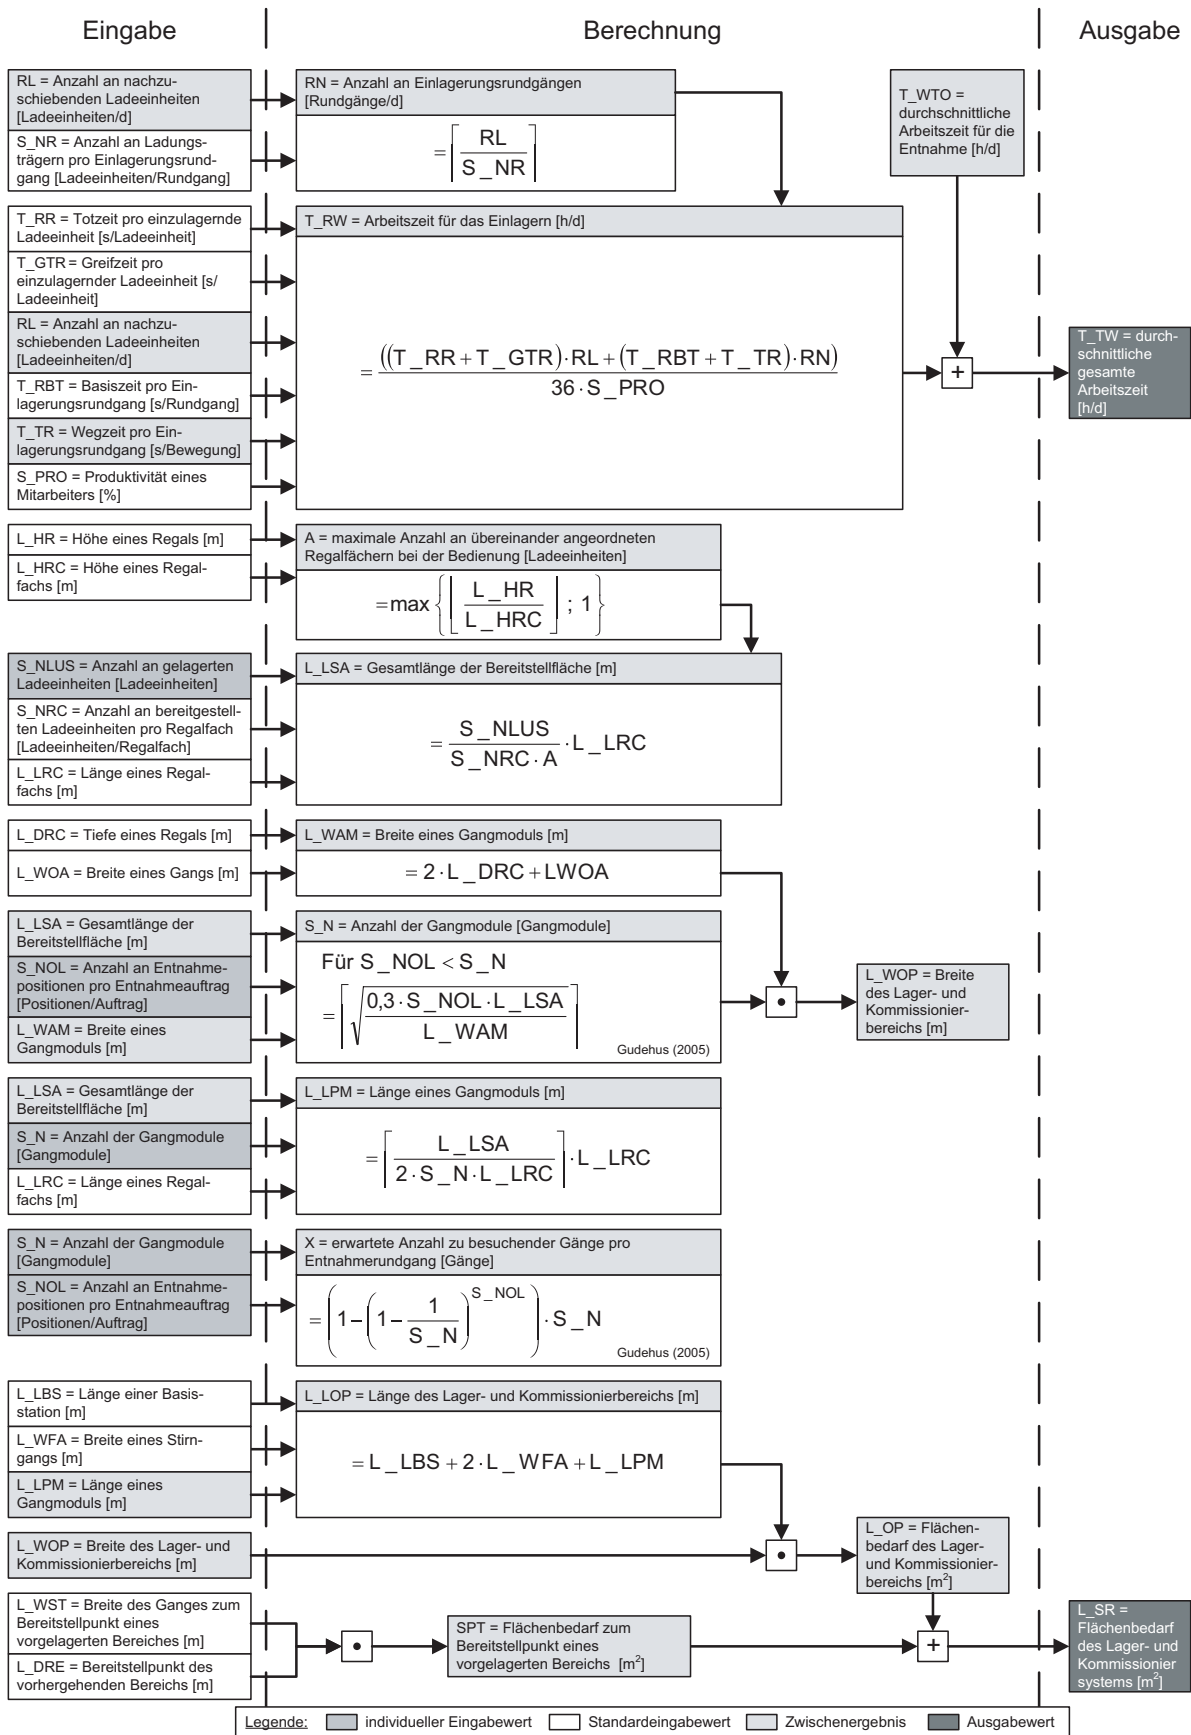 Eingabe
Berechnung
Ausgabe
RL = Anzahl an nachzu-
schiebenden Ladeeinheiten
[Ladeeinheiten/d]
S_NR = Anzahl an Ladungs-
trägern pro Einlagerungsrund-
gang [Ladeeinheiten/Rundgang]
RN = Anzahl an Einlagerungsrundgängen
[Rundgänge/d]
= ⌈ RL / S_NR ⌉
T_WTO =
durchschnittliche
Arbeitszeit für die
Entnahme [h/d]
T_RR = Totzeit pro einzulagernde
Ladeeinheit [s/Ladeeinheit]
T_GTR = Greifzeit pro
einzulagernder Ladeeinheit [s/
Ladeeinheit]
RL = Anzahl an nachzu-
schiebenden Ladeeinheiten
[Ladeeinheiten/d]
T_RBT = Basiszeit pro Ein-
lagerungsrundgang [s/Rundgang]
T_TR = Wegzeit pro Ein-
lagerungsrundgang [s/Bewegung]
S_PRO = Produktivität eines
Mitarbeiters [%]
T_RW = Arbeitszeit für das Einlagern [h/d]
= ((T_RR + T_GTR) · RL + (T_RBT + T_TR) · RN) / 36 · S_PRO
+
T_TW = durch-
schnittliche
gesamte
Arbeitszeit
[h/d]
L_HR = Höhe eines Regals [m]
L_HRC = Höhe eines Regal-
fachs [m]
A = maximale Anzahl an übereinander angeordneten
Regalfächern bei der Bedienung [Ladeeinheiten]
= max { ⌊ L_HR / L_HRC ⌋ ; 1 }
S_NLUS = Anzahl an gelagerten
Ladeeinheiten [Ladeeinheiten]
S_NRC = Anzahl an bereitgestell-
ten Ladeeinheiten pro Regalfach
[Ladeeinheiten/Regalfach]
L_LRC = Länge eines Regal-
fachs [m]
L_LSA = Gesamtlänge der Bereitstellfläche [m]
= S_NLUS / S_NRC · A · L_LRC
L_DRC = Tiefe eines Regals [m]
L_WOA = Breite eines Gangs [m]
L_WAM = Breite eines Gangmoduls [m]
= 2 · L_DRC + LWOA
L_LSA = Gesamtlänge der
Bereitstellfläche [m]
S_NOL = Anzahl an Entnahme-
positionen pro Entnahmeauftrag
[Positionen/Auftrag]
L_WAM = Breite eines
Gangmoduls [m]
S_N = Anzahl der Gangmodule [Gangmodule]
Für S_NOL < S_N
= ⌈ √ 0,3 · S_NOL · L_LSA / L_WAM ⌉
Gudehus (2005)
•
L_WOP = Breite
des Lager- und
Kommissionier-
bereichs [m]
L_LSA = Gesamtlänge der
Bereitstellfläche [m]
S_N = Anzahl der Gangmodule
[Gangmodule]
L_LRC = Länge eines Regal-
fachs [m]
L_LPM = Länge eines Gangmoduls [m]
= ⌈ L_LSA / 2 · S_N · L_LRC ⌉ · L_LRC
S_N = Anzahl der Gangmodule
[Gangmodule]
S_NOL = Anzahl an Entnahme-
positionen pro Entnahmeauftrag
[Positionen/Auftrag]
X = erwartete Anzahl zu besuchender Gänge pro
Entnahmerundgang [Gänge]
= (1 − (1 − 1 / S_N)^S_NOL) · S_N
Gudehus (2005)
L_LBS = Länge einer Basis-
station [m]
L_WFA = Breite eines Stirn-
gangs [m]
L_LPM = Länge eines
Gangmoduls [m]
L_LOP = Länge des Lager- und Kommissionierbereichs [m]
= L_LBS + 2 · L_WFA + L_LPM
L_WOP = Breite des Lager- und
Kommissionierbereichs [m]
•
L_OP = Flächen-
bedarf des Lager-
und Kommissionier-
bereichs [m²]
L_WST = Breite des Ganges zum
Bereitstellpunkt eines
vorgelagerten Bereiches [m]
L_DRE = Bereitstellpunkt des
vorhergehenden Bereichs [m]
•
SPT = Flächenbedarf zum
Bereitstellpunkt eines
vorgelagerten Bereichs [m²]
+
L_SR =
Flächenbedarf
des Lager- und
Kommissionier
systems [m²]
Legende: individueller Eingabewert Standardeingabewert Zwischenergebnis Ausgabewert